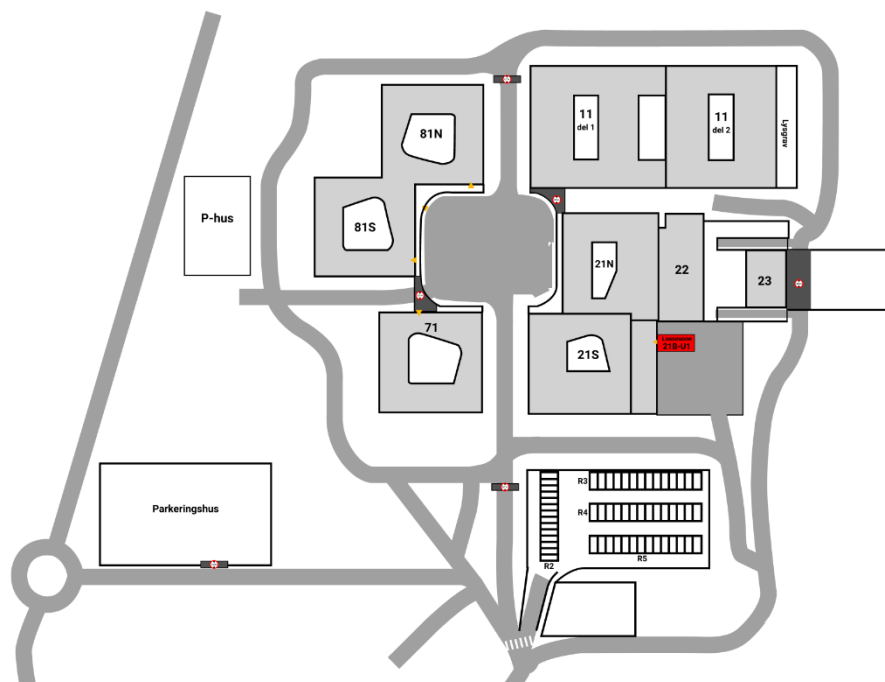 11
del 1
11
del 2
Lysgrav
81N
P-hus
81S
21N
22
23
71
21S
21B-U1
Parkeringshus
R3
R4
R5
R2